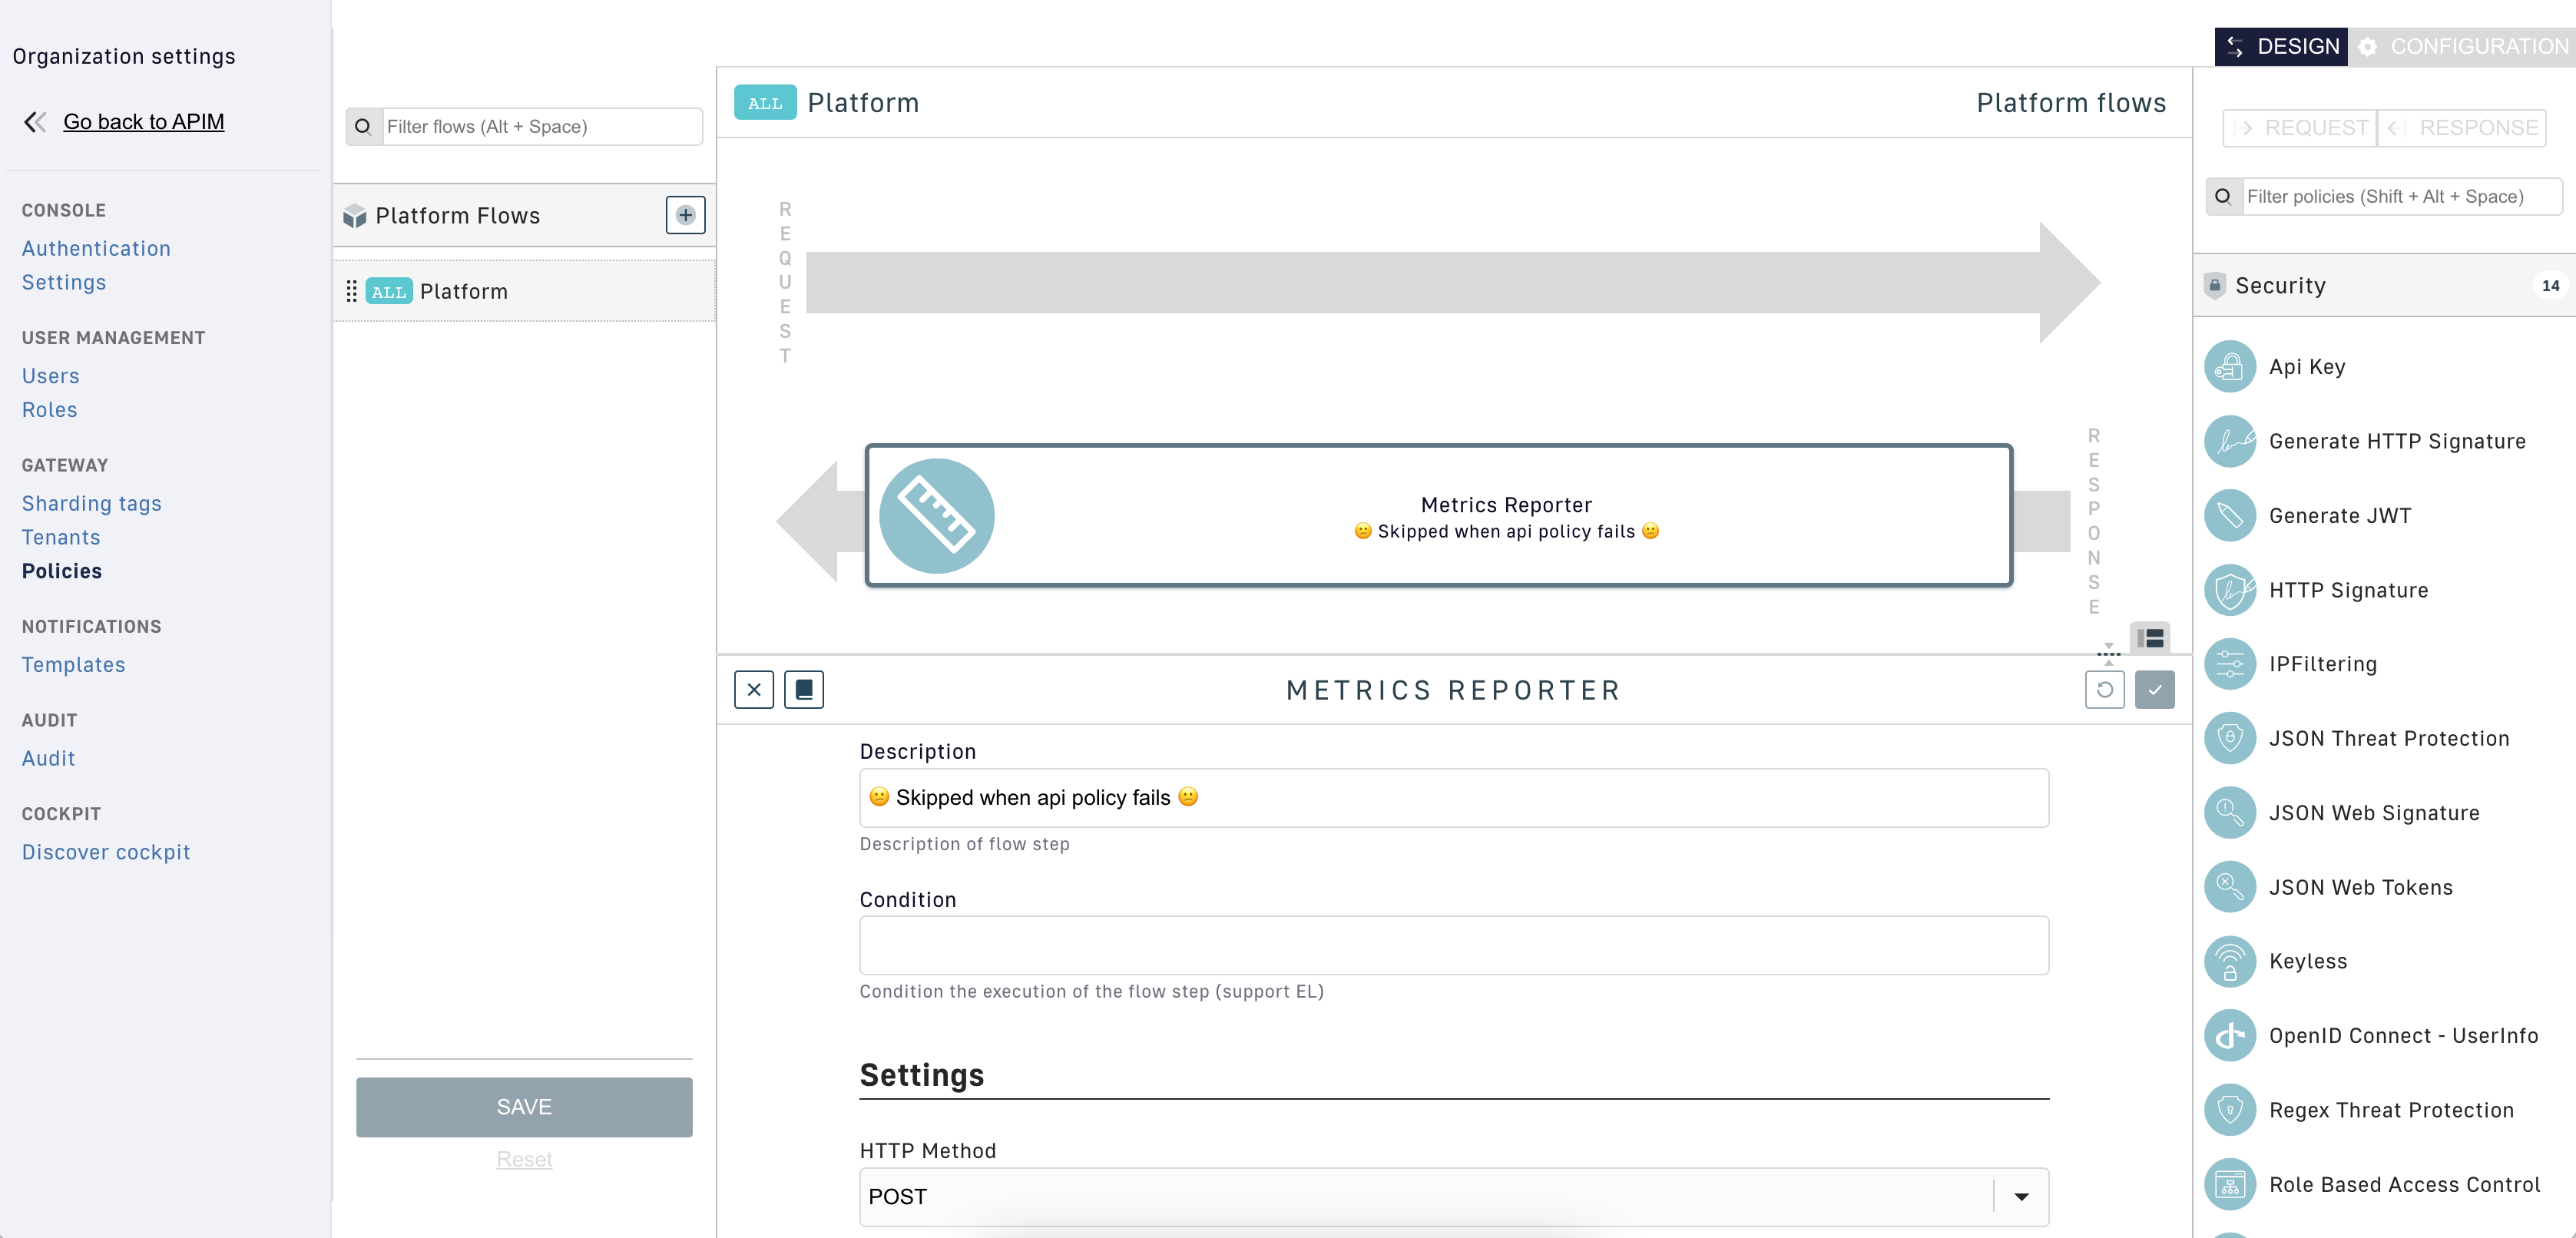 Organization settings
Go back to APIM
CONSOLE
Authentication
Settings
USER MANAGEMENT
Users
Roles
GATEWAY
Sharding tags
Tenants
Policies
NOTIFICATIONS
Templates
AUDIT
Audit
COCKPIT
Discover cockpit
Filter flows (Alt + Space)
Platform Flows
ALL Platform
SAVE
Reset
DESIGN CONFIGURATION
ALL Platform Platform flows
REQUEST
Metrics Reporter
😕 Skipped when api policy fails 😕
RESPONSE
METRICS REPORTER
Description
😕 Skipped when api policy fails 😕
Description of flow step
Condition
Condition the execution of the flow step (support EL)
Settings
HTTP Method
POST
REQUEST RESPONSE
Filter policies (Shift + Alt + Space)
Security 14
Api Key
Generate HTTP Signature
Generate JWT
HTTP Signature
IPFiltering
JSON Threat Protection
JSON Web Signature
JSON Web Tokens
Keyless
OpenID Connect - UserInfo
Regex Threat Protection
Role Based Access Control